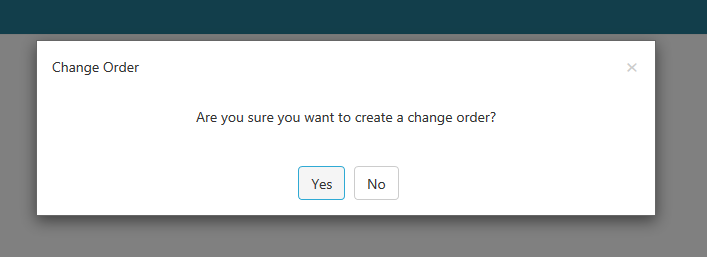 Change Order
Are you sure you want to create a change order?
Yes No